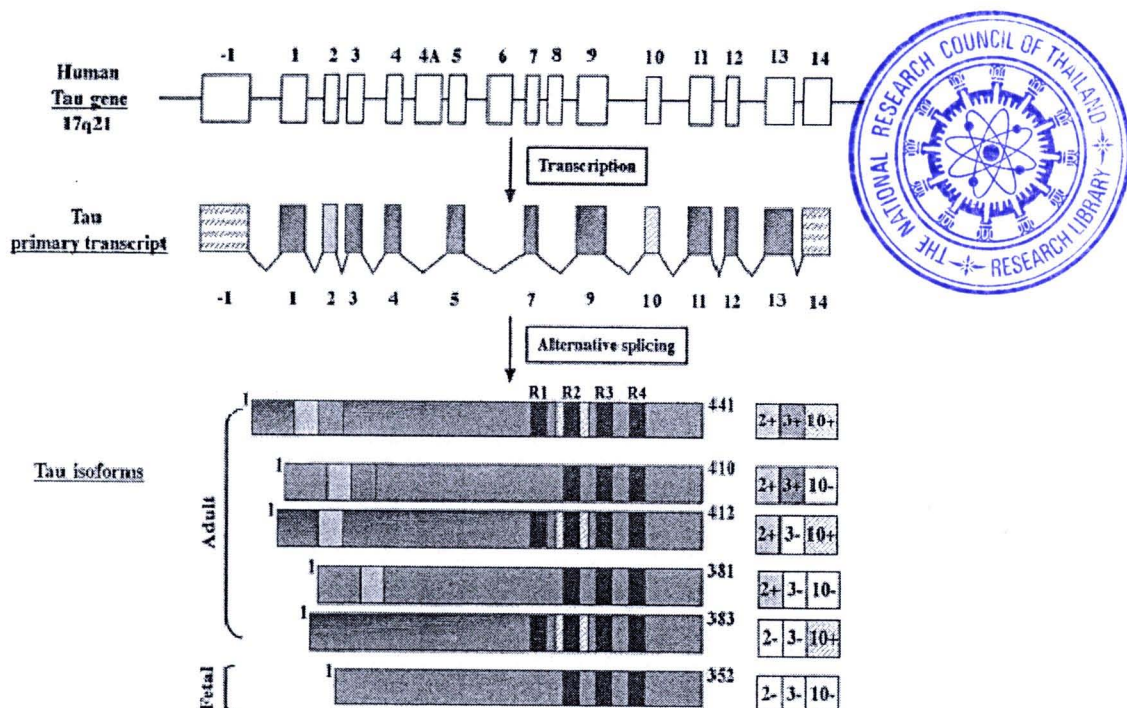 -1 1 2 3 4 4A 5 6 7 8 9 10 11 12 13 14
Human
Tau gene
17q21
Transcription
Tau
primary transcript
-1 1 2 3 4 5 7 9 10 11 12 13 14
Alternative splicing
R1 R2 R3 R4
1 441 2+ 3+ 10+
Tau isoforms
Adult
1 410 2+ 3+ 10-
1 412 2+ 3- 10+
1 381 2+ 3- 10-
1 383 2- 3- 10+
Fetal
1 352 2- 3- 10-
THE NATIONAL RESEARCH COUNCIL OF THAILAND
RESEARCH LIBRARY